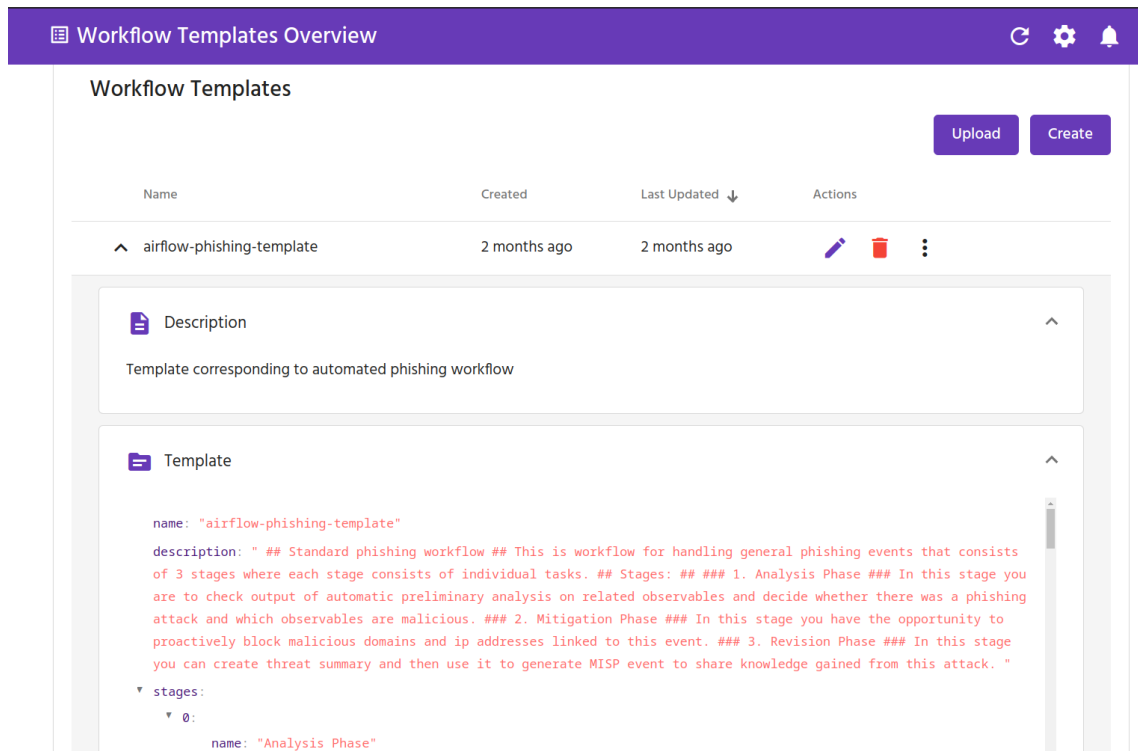 Workflow Templates Overview
Workflow Templates
Upload Create
Name Created Last Updated Actions
airflow-phishing-template 2 months ago 2 months ago
Description
Template corresponding to automated phishing workflow
Template
name: "airflow-phishing-template"
description: " ## Standard phishing workflow ## This is workflow for handling general phishing events that consists
of 3 stages where each stage consists of individual tasks. ## Stages: ## ### 1. Analysis Phase ### In this stage you
are to check output of automatic preliminary analysis on related observables and decide whether there was a phishing
attack and which observables are malicious. ### 2. Mitigation Phase ### In this stage you have the opportunity to
proactively block malicious domains and ip addresses linked to this event. ### 3. Revision Phase ### In this stage
you can create threat summary and then use it to generate MISP event to share knowledge gained from this attack. "
stages:
0:
name: "Analysis Phase"